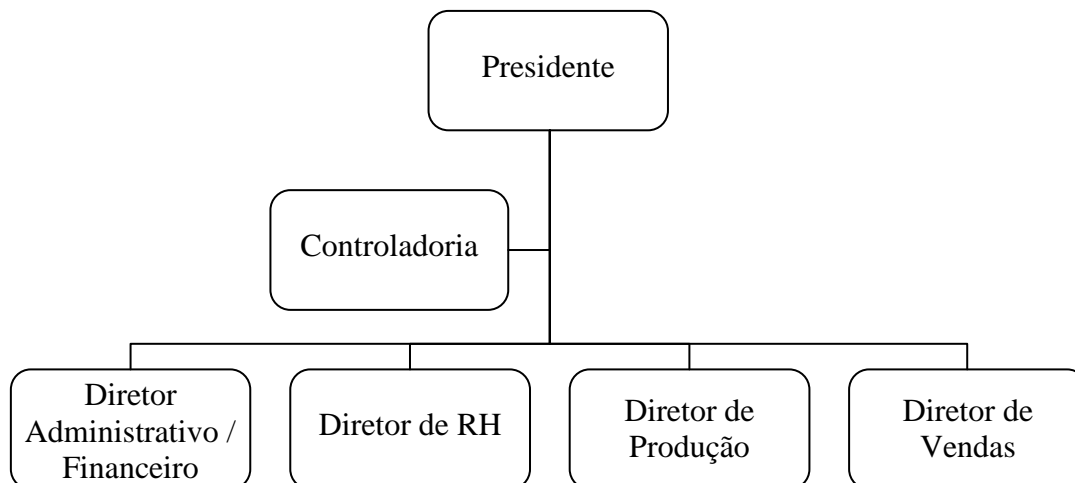 Presidente
Controladoria
Diretor
Administrativo /
Financeiro
Diretor de RH
Diretor de
Produção
Diretor de
Vendas